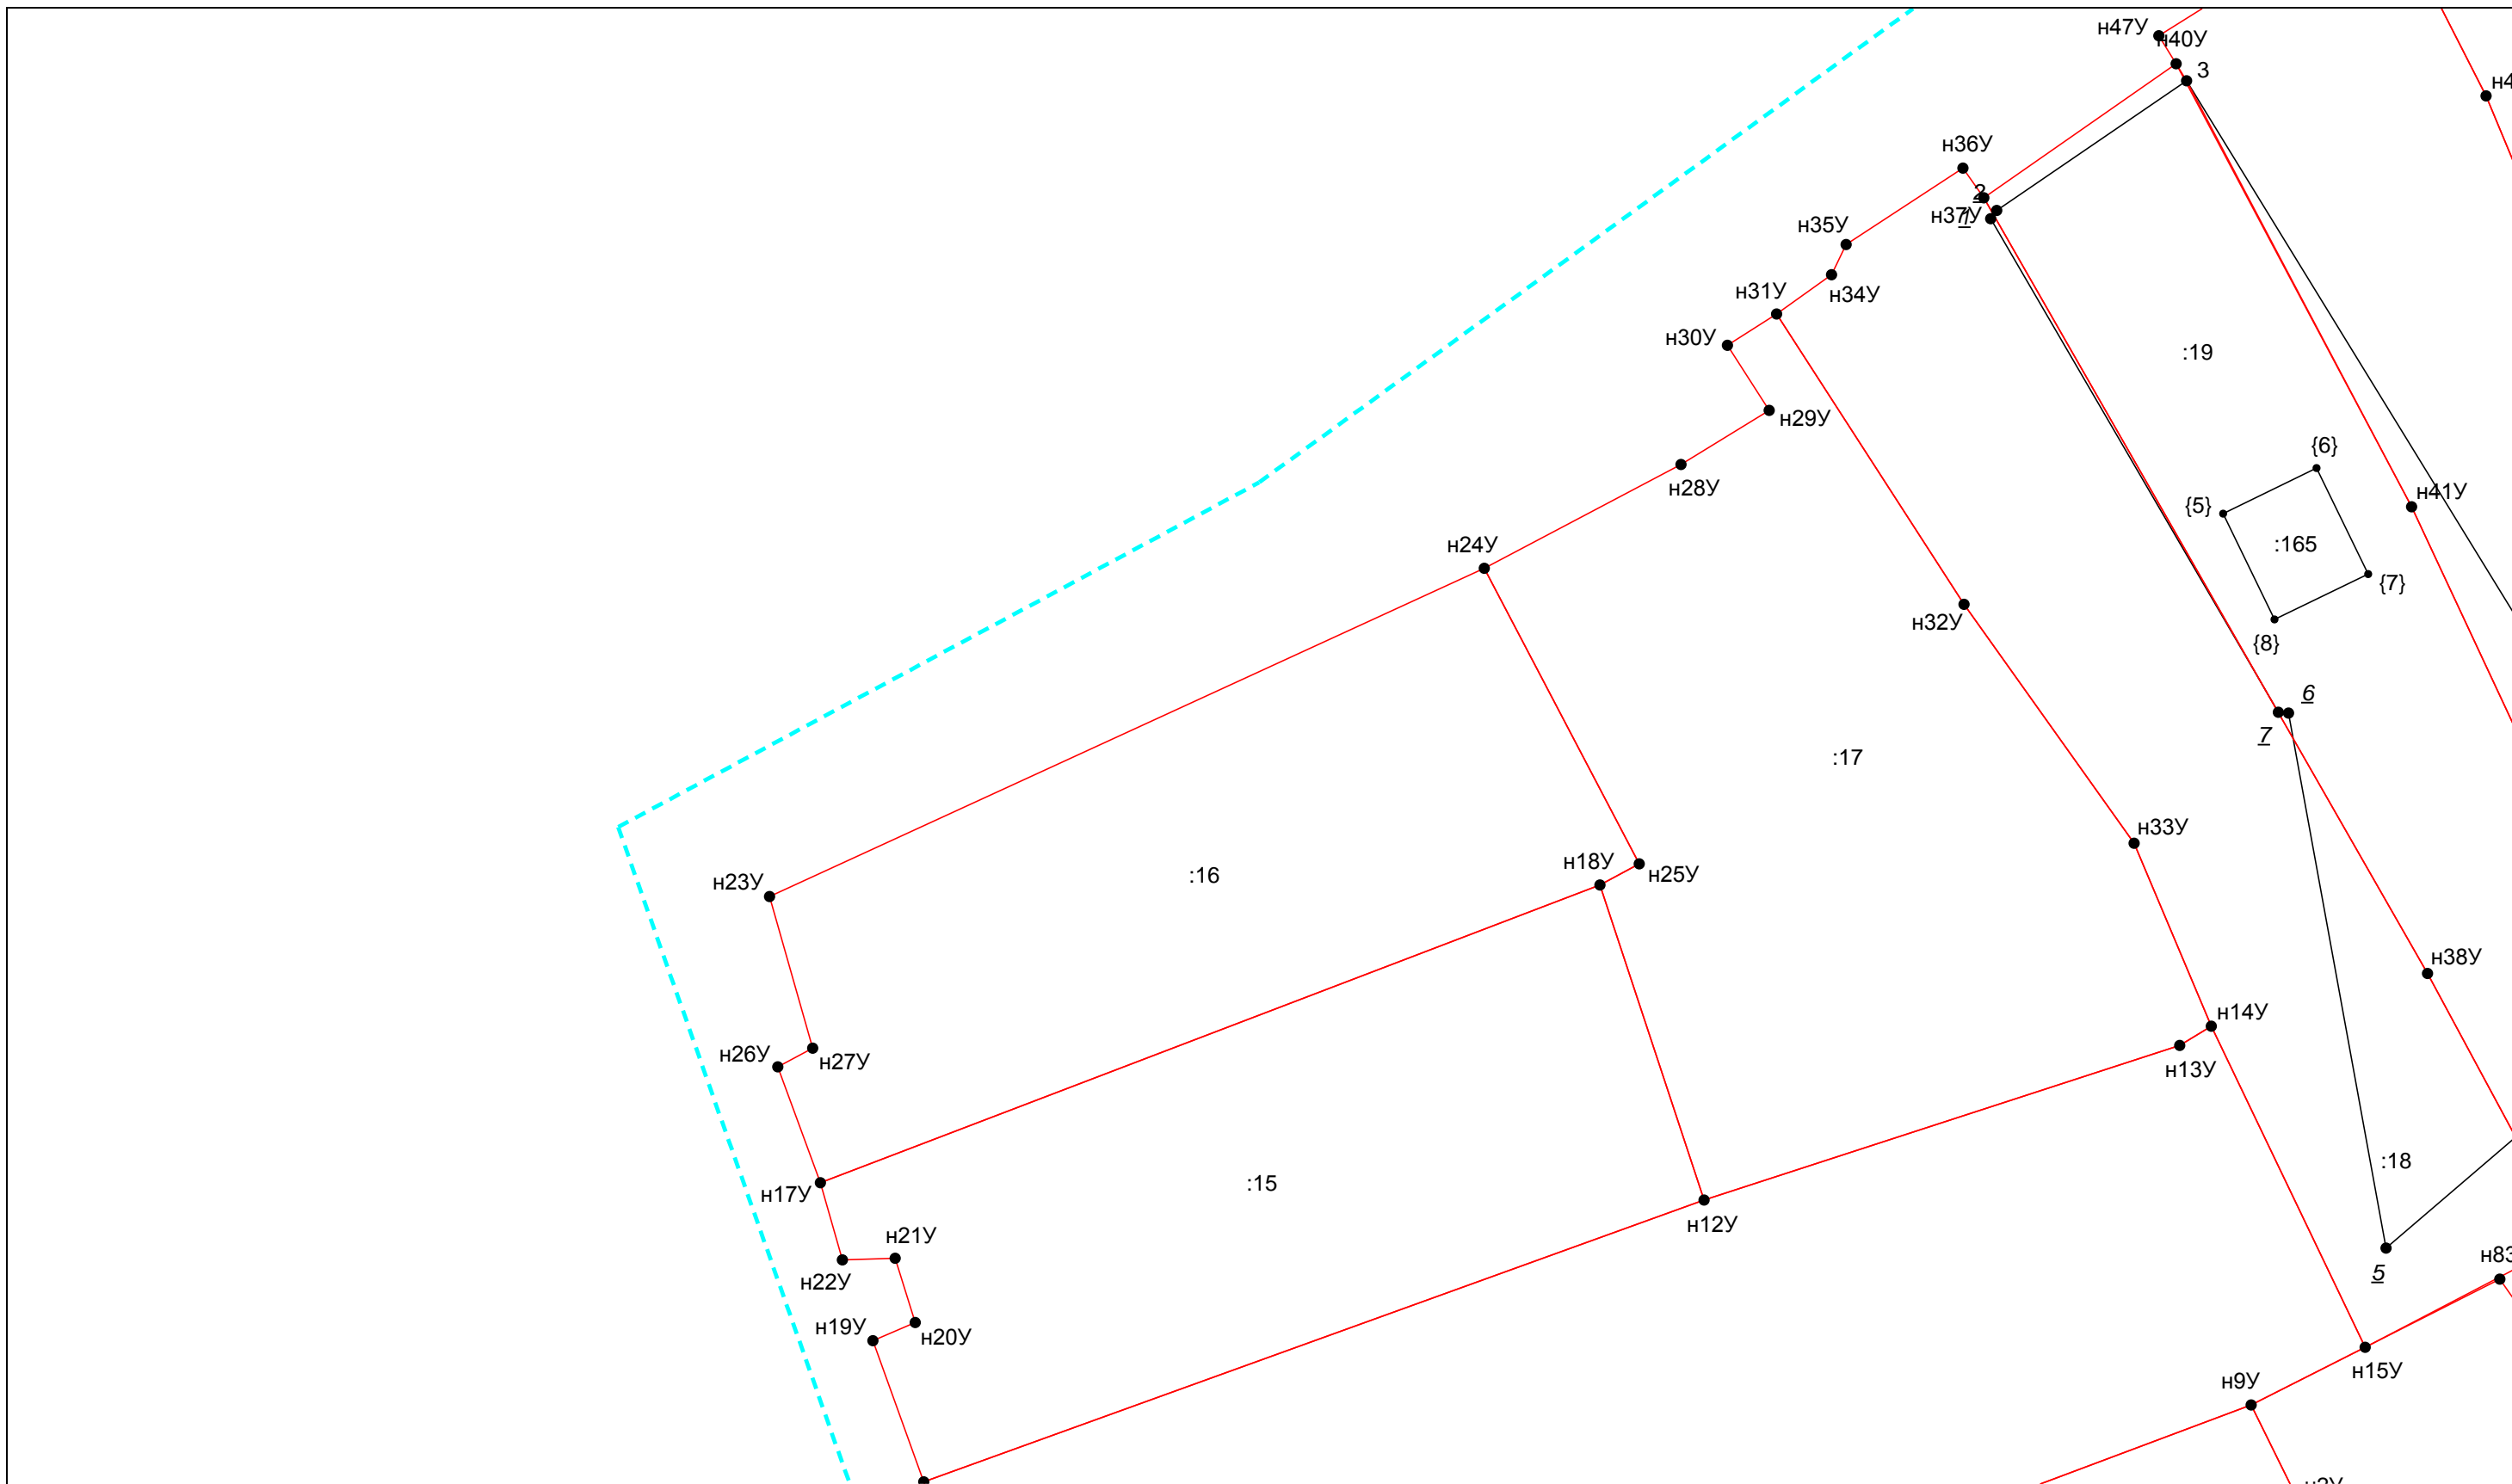 н47У
н40У
3
н36У
2
н37У
1
н35У
н34У
н31У
н30У
:19
н29У
{6}
н28У
н41У
{5}
:165
н24У
{7}
н32У
{8}
6
7
:17
н33У
н18У
н25У
:16
н23У
н38У
н14У
н26У
н27У
н13У
:18
:15
н17У
н12У
н21У
н22У
5
н83
н19У
н20У
н15У
н9У